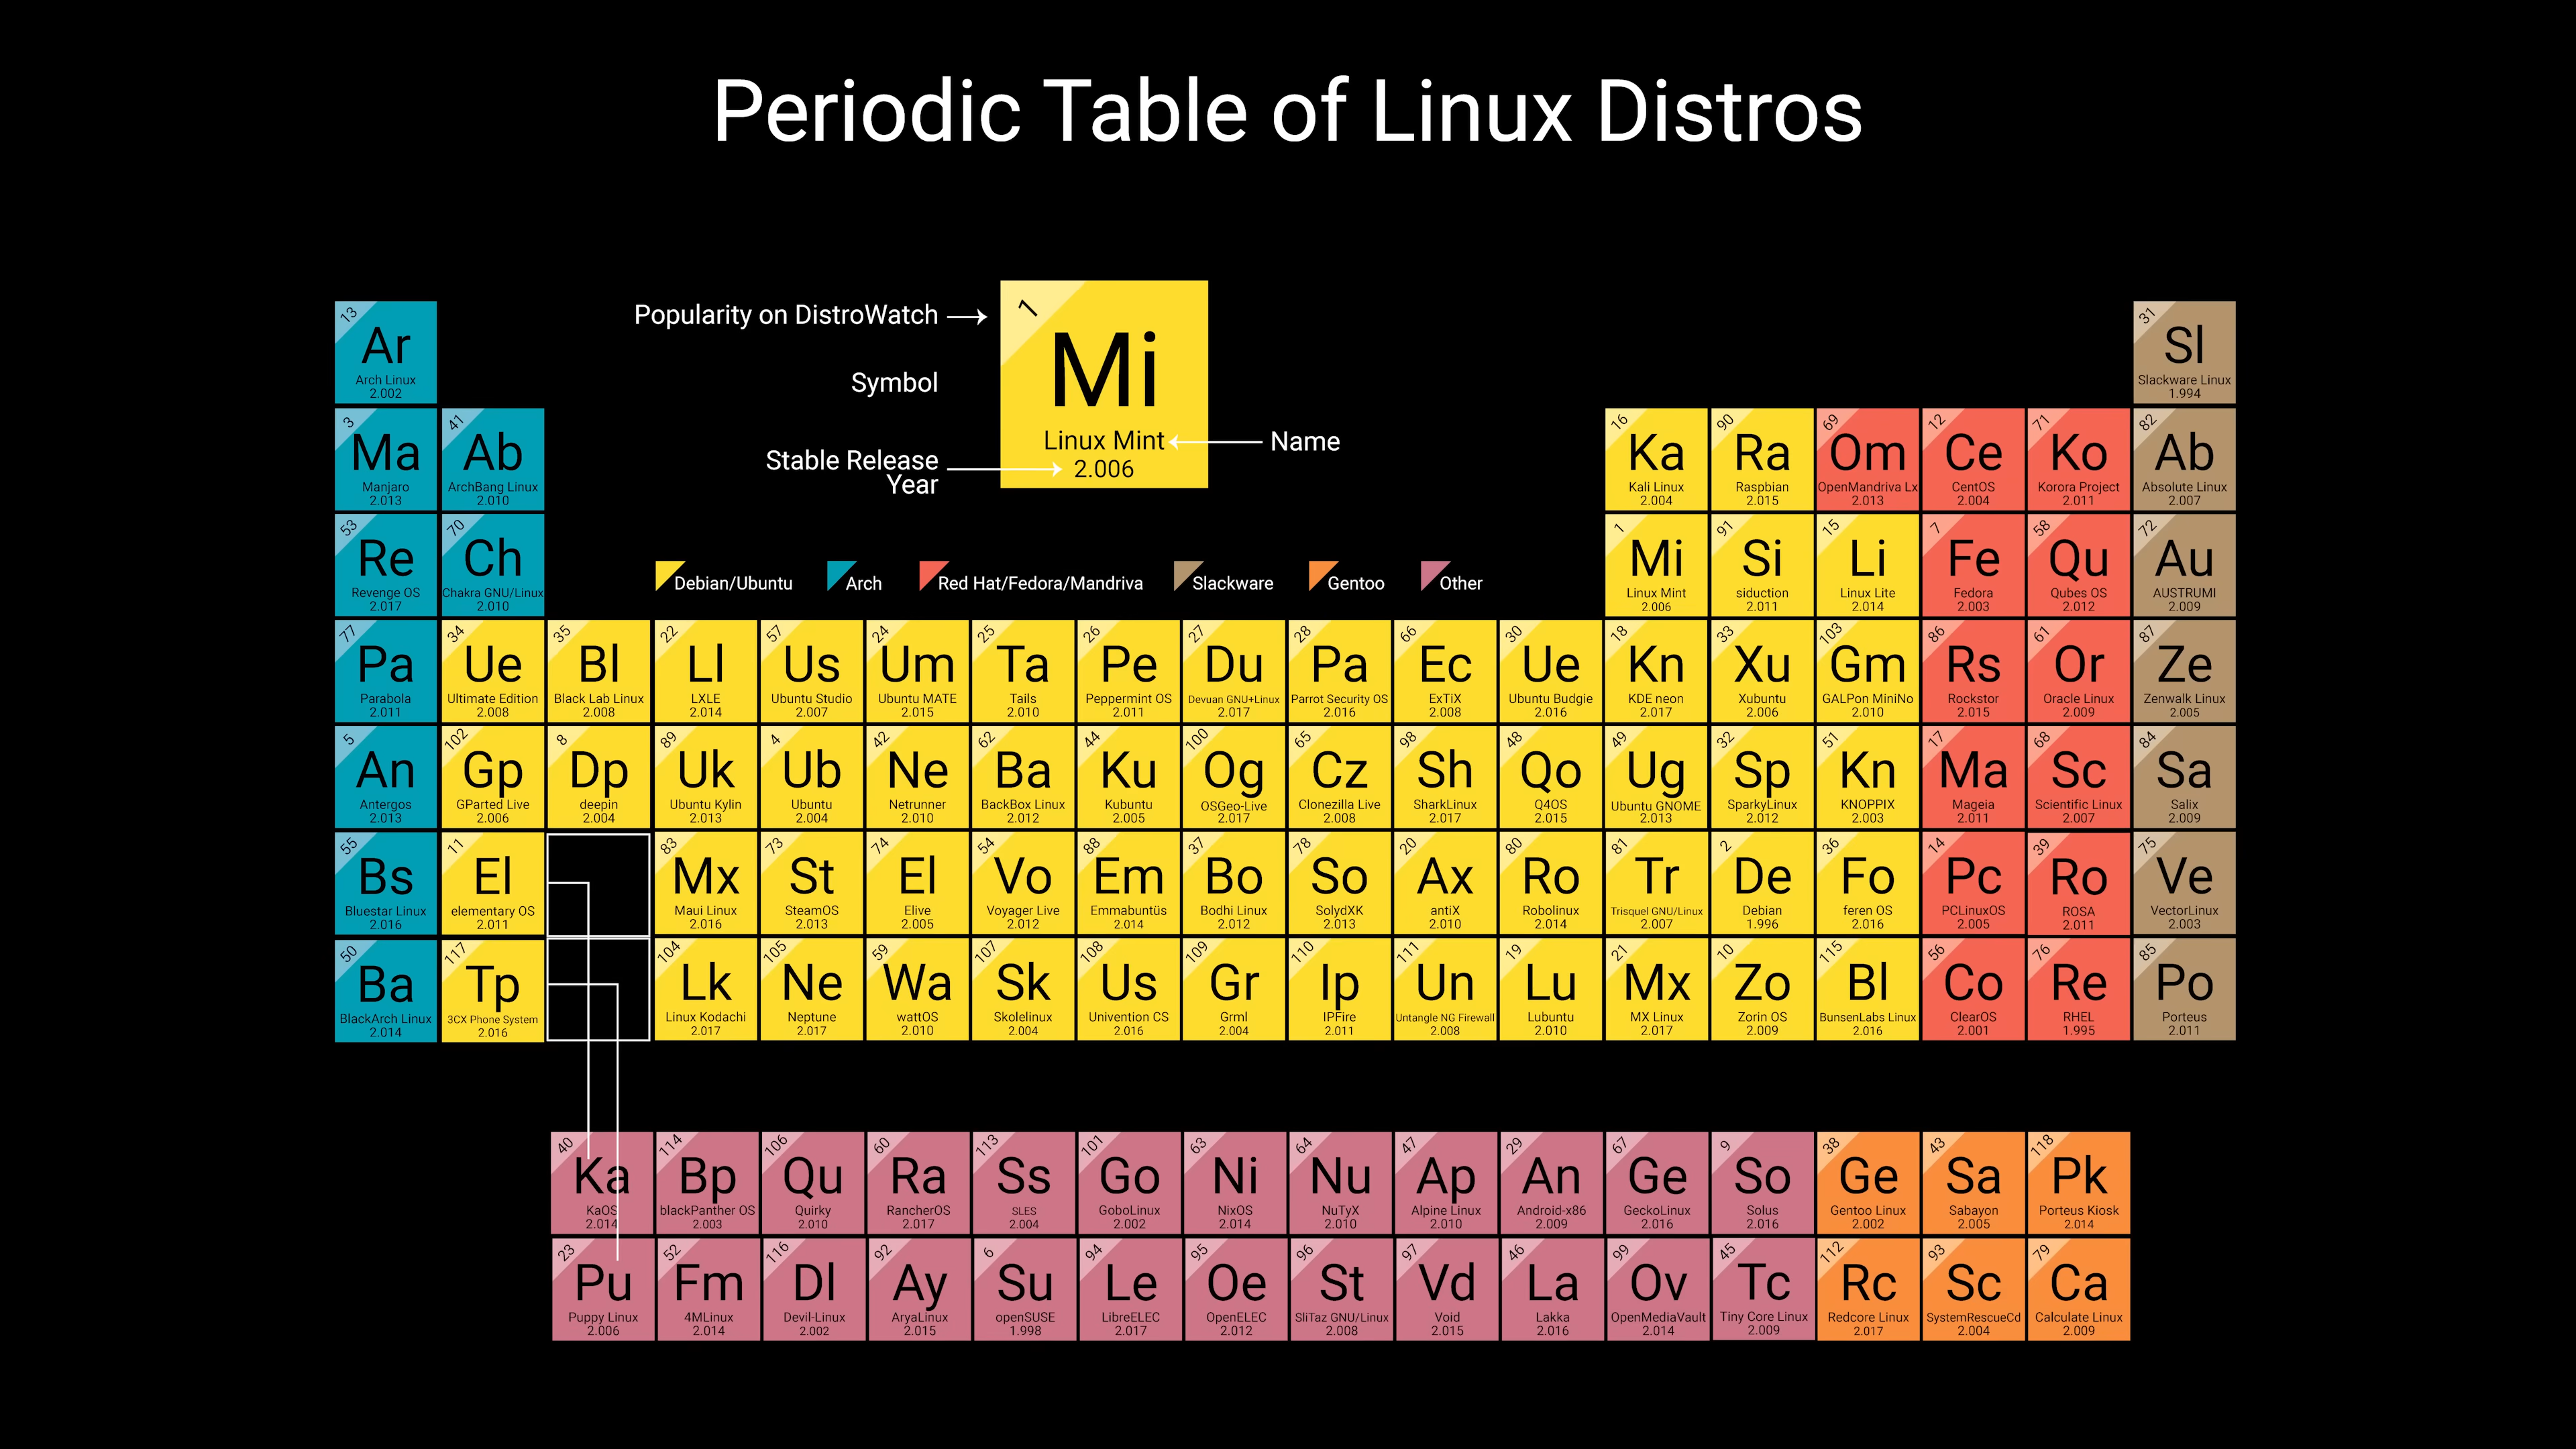 Periodic Table of Linux Distros
Popularity on DistroWatch
1
Mi
Symbol
Linux Mint
Name
Stable Release
Year
2.006
13
Ar
Arch Linux
2.002
31
Sl
Slackware Linux
1.994
3
Ma
Manjaro
2.013
41
Ab
ArchBang Linux
2.010
16
Ka
Kali Linux
2.004
90
Ra
Raspbian
2.015
69
Om
OpenMandriva Lx
2.013
12
Ce
CentOS
2.004
71
Ko
Korora Project
2.011
82
Ab
Absolute Linux
2.007
53
Re
Revenge OS
2.017
70
Ch
Chakra GNU/Linux
2.010
Debian/Ubuntu
Arch
Red Hat/Fedora/Mandriva
Slackware
Gentoo
Other
1
Mi
Linux Mint
2.006
91
Si
siduction
2.011
15
Li
Linux Lite
2.014
7
Fe
Fedora
2.003
58
Qu
Qubes OS
2.012
72
Au
AUSTRUMI
2.009
77
Pa
Parabola
2.011
34
Ue
Ultimate Edition
2.008
35
Bl
Black Lab Linux
2.008
22
Ll
LXLE
2.014
57
Us
Ubuntu Studio
2.007
24
Um
Ubuntu MATE
2.015
25
Ta
Tails
2.010
26
Pe
Peppermint OS
2.011
27
Du
Devuan GNU+Linux
2.017
28
Pa
Parrot Security OS
2.016
66
Ec
ExTiX
2.008
30
Ue
Ubuntu Budgie
2.016
18
Kn
KDE neon
2.017
33
Xu
Xubuntu
2.006
103
Gm
GALPon MiniNo
2.010
86
Rs
Rockstor
2.015
61
Or
Oracle Linux
2.009
87
Ze
Zenwalk Linux
2.005
5
An
Antergos
2.013
102
Gp
GParted Live
2.006
8
Dp
deepin
2.004
89
Uk
Ubuntu Kylin
2.013
4
Ub
Ubuntu
2.004
42
Ne
Netrunner
2.010
62
Ba
BackBox Linux
2.012
44
Ku
Kubuntu
2.005
100
Og
OSGeo-Live
2.017
65
Cz
Clonezilla Live
2.008
98
Sh
SharkLinux
2.017
48
Qo
Q4OS
2.015
49
Ug
Ubuntu GNOME
2.013
32
Sp
SparkyLinux
2.012
51
Kn
KNOPPIX
2.003
17
Ma
Mageia
2.011
68
Sc
Scientific Linux
2.007
84
Sa
Salix
2.009
55
Bs
Bluestar Linux
2.016
11
El
elementary OS
2.011
83
Mx
Maui Linux
2.016
73
St
SteamOS
2.013
74
El
Elive
2.005
54
Vo
Voyager Live
2.012
88
Em
Emmabuntüs
2.014
37
Bo
Bodhi Linux
2.012
78
So
SolydXK
2.013
20
Ax
antiX
2.010
80
Ro
Robolinux
2.014
81
Tr
Trisquel GNU/Linux
2.007
2
De
Debian
1.996
36
Fo
feren OS
2.016
14
Pc
PCLinuxOS
2.005
39
Ro
ROSA
2.011
75
Ve
VectorLinux
2.003
50
Ba
BlackArch Linux
2.014
117
Tp
3CX Phone System
2.016
104
Lk
Linux Kodachi
2.017
105
Ne
Neptune
2.017
59
Wa
wattOS
2.010
107
Sk
Skolelinux
2.004
108
Us
Univention CS
2.016
109
Gr
Grml
2.004
110
Ip
IPFire
2.011
111
Un
Untangle NG Firewall
2.008
19
Lu
Lubuntu
2.010
21
Mx
MX Linux
2.017
10
Zo
Zorin OS
2.009
115
Bl
BunsenLabs Linux
2.016
56
Co
ClearOS
2.001
76
Re
RHEL
1.995
85
Po
Porteus
2.011
40
Ka
KaOS
2.014
114
Bp
blackPanther OS
2.003
106
Qu
Quirky
2.010
60
Ra
RancherOS
2.017
113
Ss
SLES
2.004
101
Go
GoboLinux
2.002
63
Ni
NixOS
2.014
64
Nu
NuTyX
2.010
47
Ap
Alpine Linux
2.010
29
An
Android-x86
2.009
67
Ge
GeckoLinux
2.016
9
So
Solus
2.016
38
Ge
Gentoo Linux
2.002
43
Sa
Sabayon
2.005
118
Pk
Porteus Kiosk
2.014
23
Pu
Puppy Linux
2.006
52
Fm
4MLinux
2.014
116
Dl
Devil-Linux
2.002
92
Ay
AryaLinux
2.015
6
Su
openSUSE
1.998
94
Le
LibreELEC
2.017
95
Oe
OpenELEC
2.012
96
St
SliTaz GNU/Linux
2.008
97
Vd
Void
2.015
46
La
Lakka
2.016
99
Ov
OpenMediaVault
2.014
45
Tc
Tiny Core Linux
2.009
112
Rc
Redcore Linux
2.017
93
Sc
SystemRescueCd
2.004
79
Ca
Calculate Linux
2.009